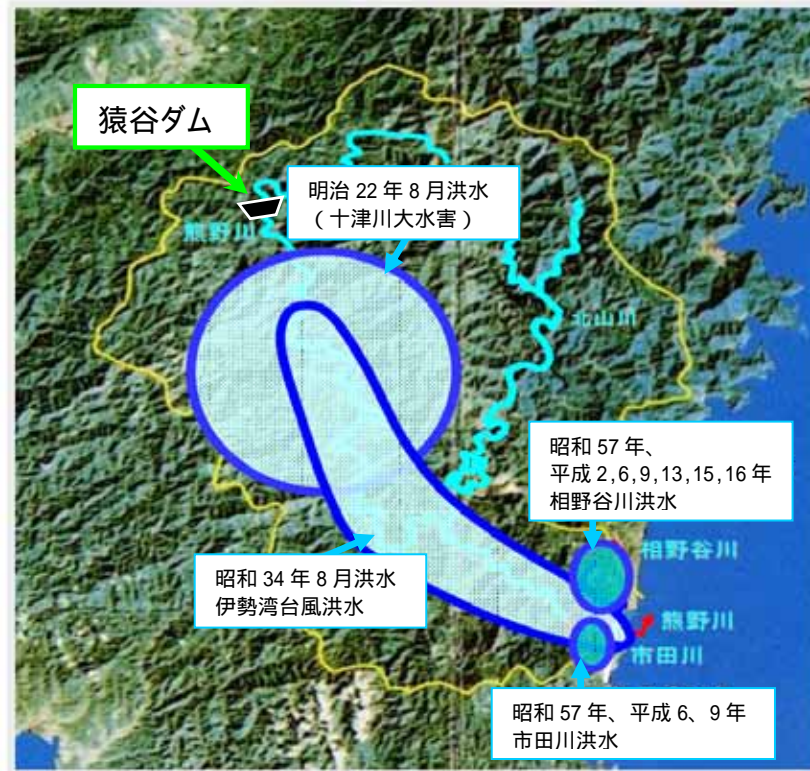 猿谷ダム
明治 22 年 8 月洪水
（十津川大水害）
熊野川
北山川
昭和 57 年、
平成 2,6,9,13,15,16 年
相野谷川洪水
相野谷川
昭和 34 年 8 月洪水
伊勢湾台風洪水
熊野川
市田川
昭和 57 年、平成 6、9 年
市田川洪水